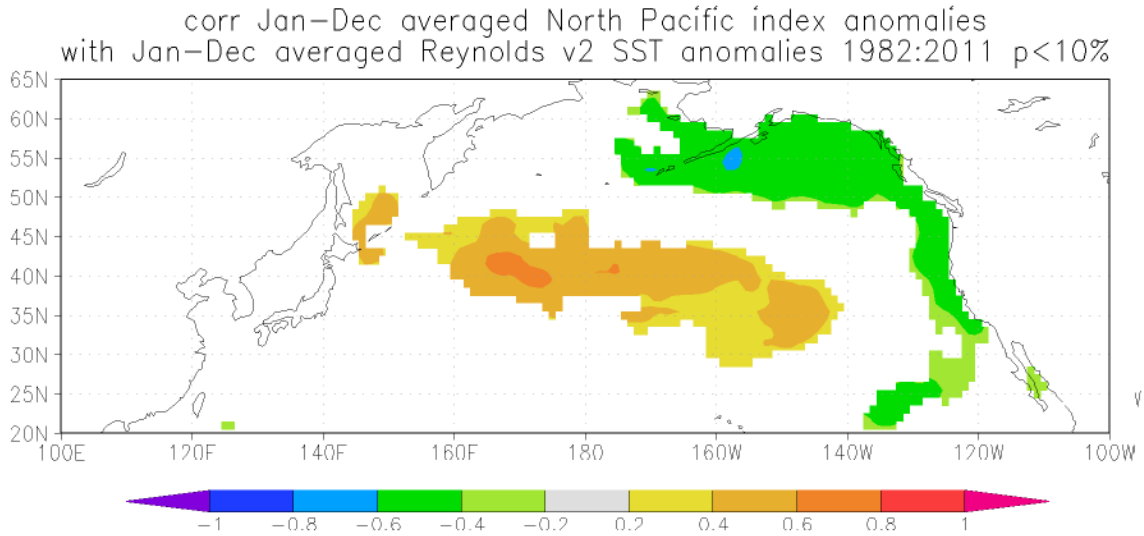 corr Jan-Dec averaged North Pacific index anomalies
with Jan-Dec averaged Reynolds v2 SST anomalies 1982:2011 p<10%
65N
60N
55N
50N
45N
40N
35N
30N
25N
20N
100E 120E 140E 160E 180 160W 140W 120W 100W
V
-1 -0.8 -0.6 -0.4 -0.2 0.2 0.4 0.6 0.8 1